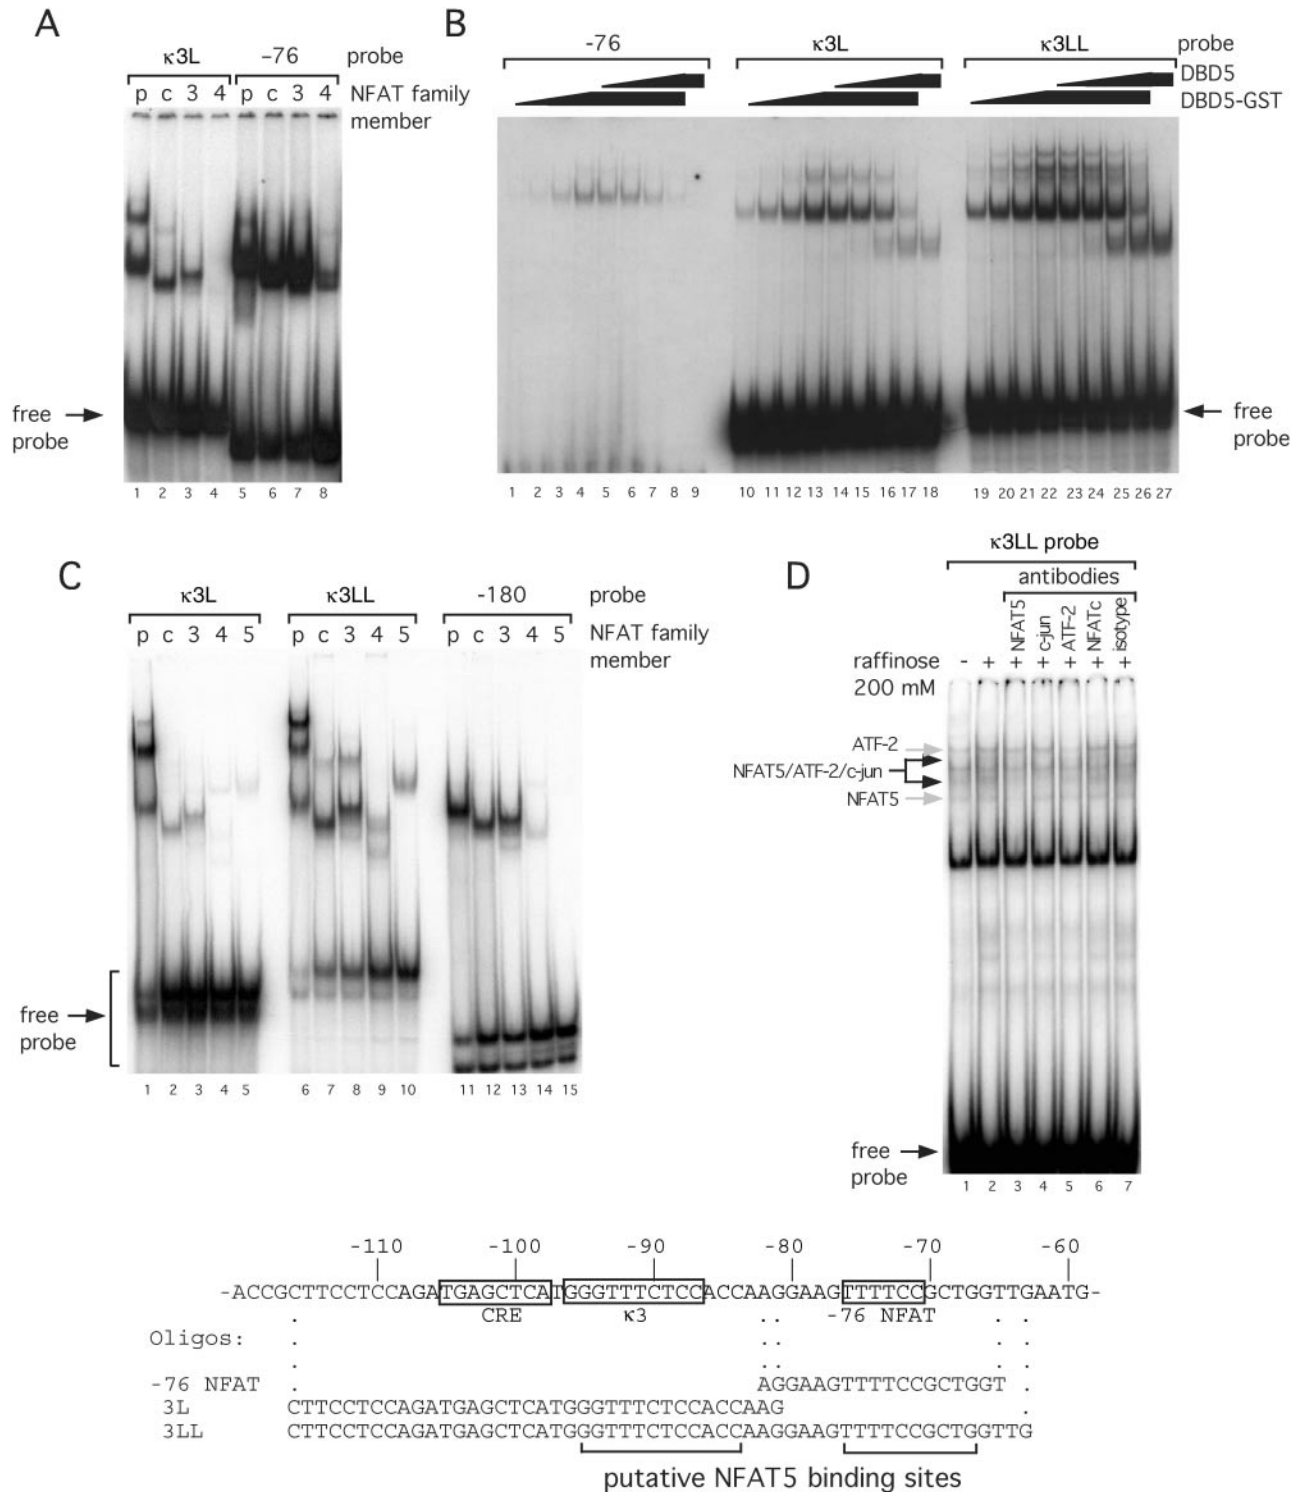 A
κ3L -76 probe
p c 3 4 p c 3 4 NFAT family
member
free
probe
1 2 3 4 5 6 7 8
B
-76 κ3L κ3LL probe
DBD5
DBD5-GST
free
probe
1 2 3 4 5 6 7 8 9 10 11 12 13 14 15 16 17 18 19 20 21 22 23 24 25 26 27
C
κ3L κ3LL -180 probe
p c 3 4 5 p c 3 4 5 p c 3 4 5 NFAT family
member
free
probe
1 2 3 4 5 6 7 8 9 10 11 12 13 14 15
D
κ3LL probe
antibodies
NFAT5 c-jun ATF-2 NFATc isotype
raffinose - + + + + + +
200 mM
ATF-2
NFAT5/ATF-2/c-jun
NFAT5
free
probe
1 2 3 4 5 6 7
-110 -100 -90 -80 -70 -60
-ACCGCTTCCTCCAGATGAGCTCATGGGTTTCTCCACCAAGGAAGTTTTCCGCTGGTTGAATG-
CRE κ3 -76 NFAT
Oligos:
-76 NFAT AGGAAGTTTTCCGCTGGT
3L CTTCCTCCAGATGAGCTCATGGGTTTCTCCACCAAG
3LL CTTCCTCCAGATGAGCTCATGGGTTTCTCCACCAAGGAAGTTTTCCGCTGGTTG
putative NFAT5 binding sites